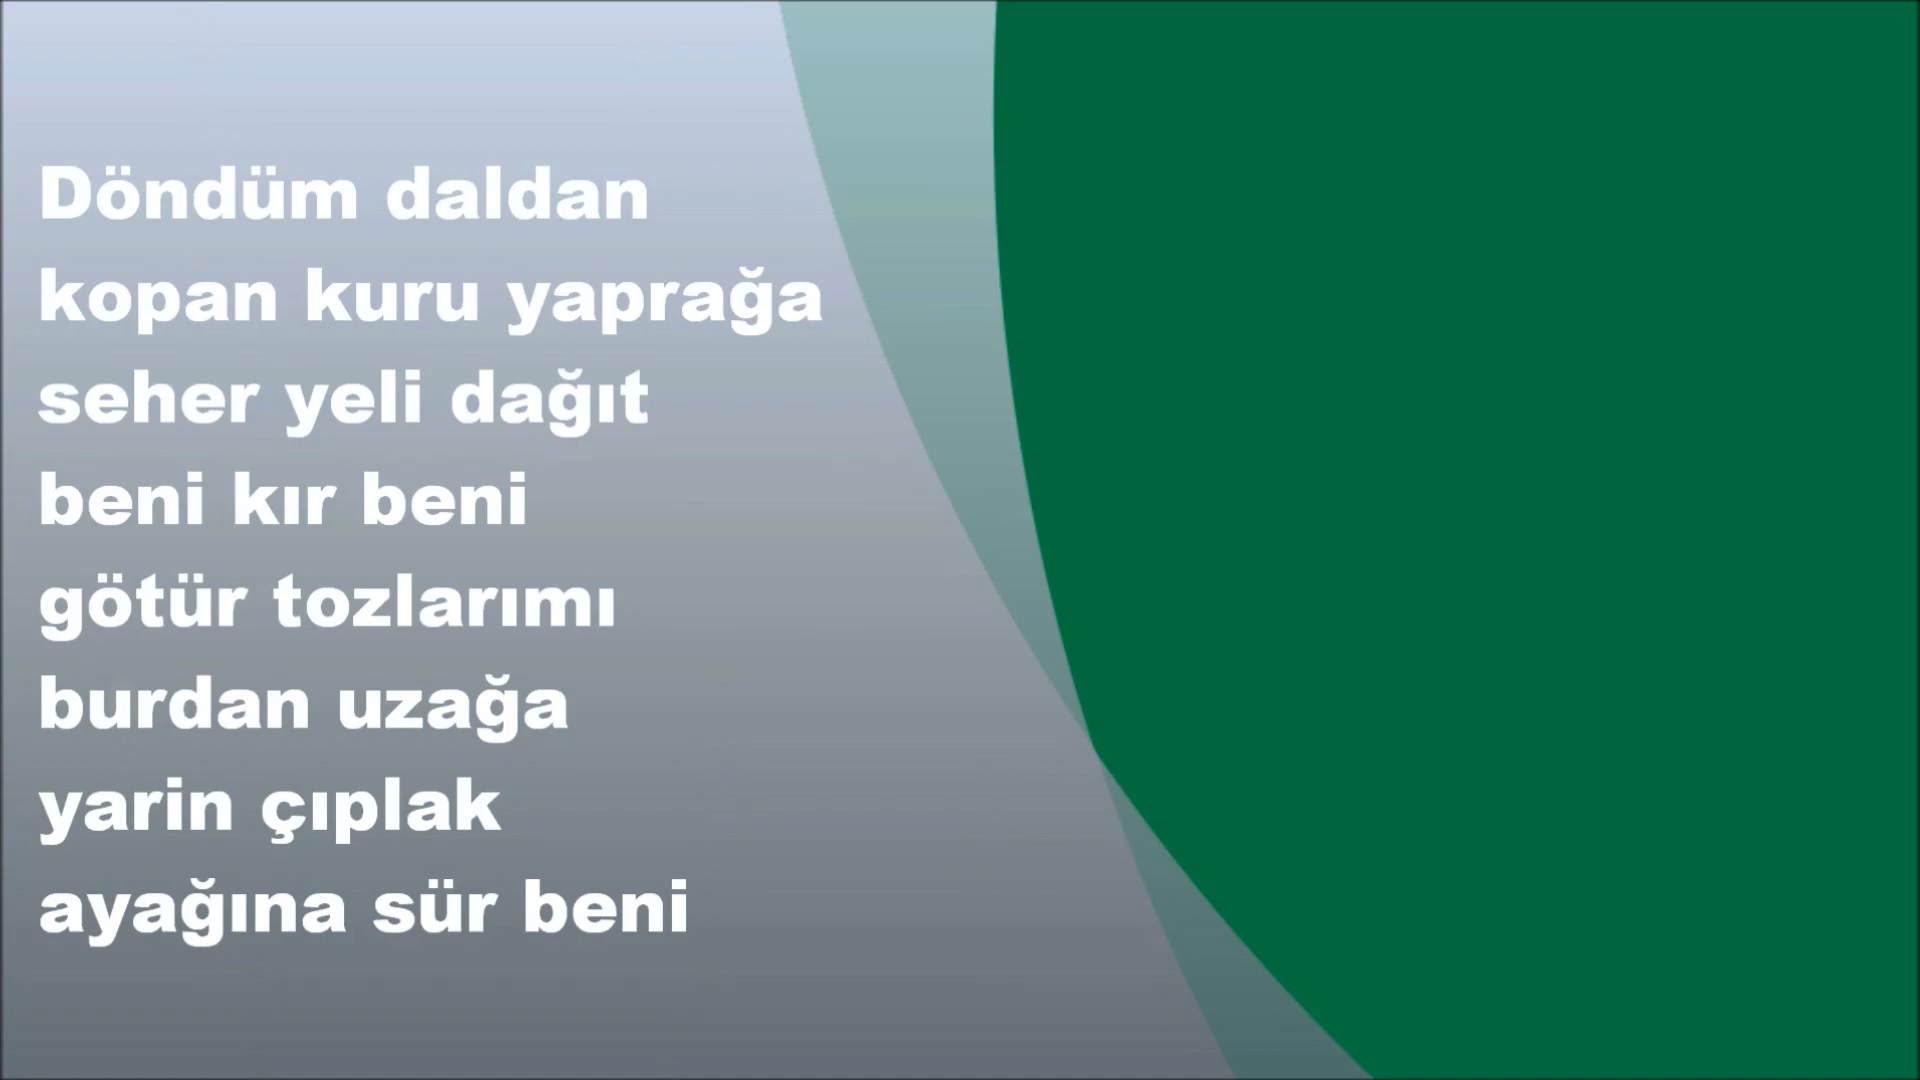 Döndüm daldan
kopan kuru yaprağa
seher yeli dağıt
beni kır beni
götür tozlarımı
burdan uzağa
yarin çıplak
ayağına sür beni